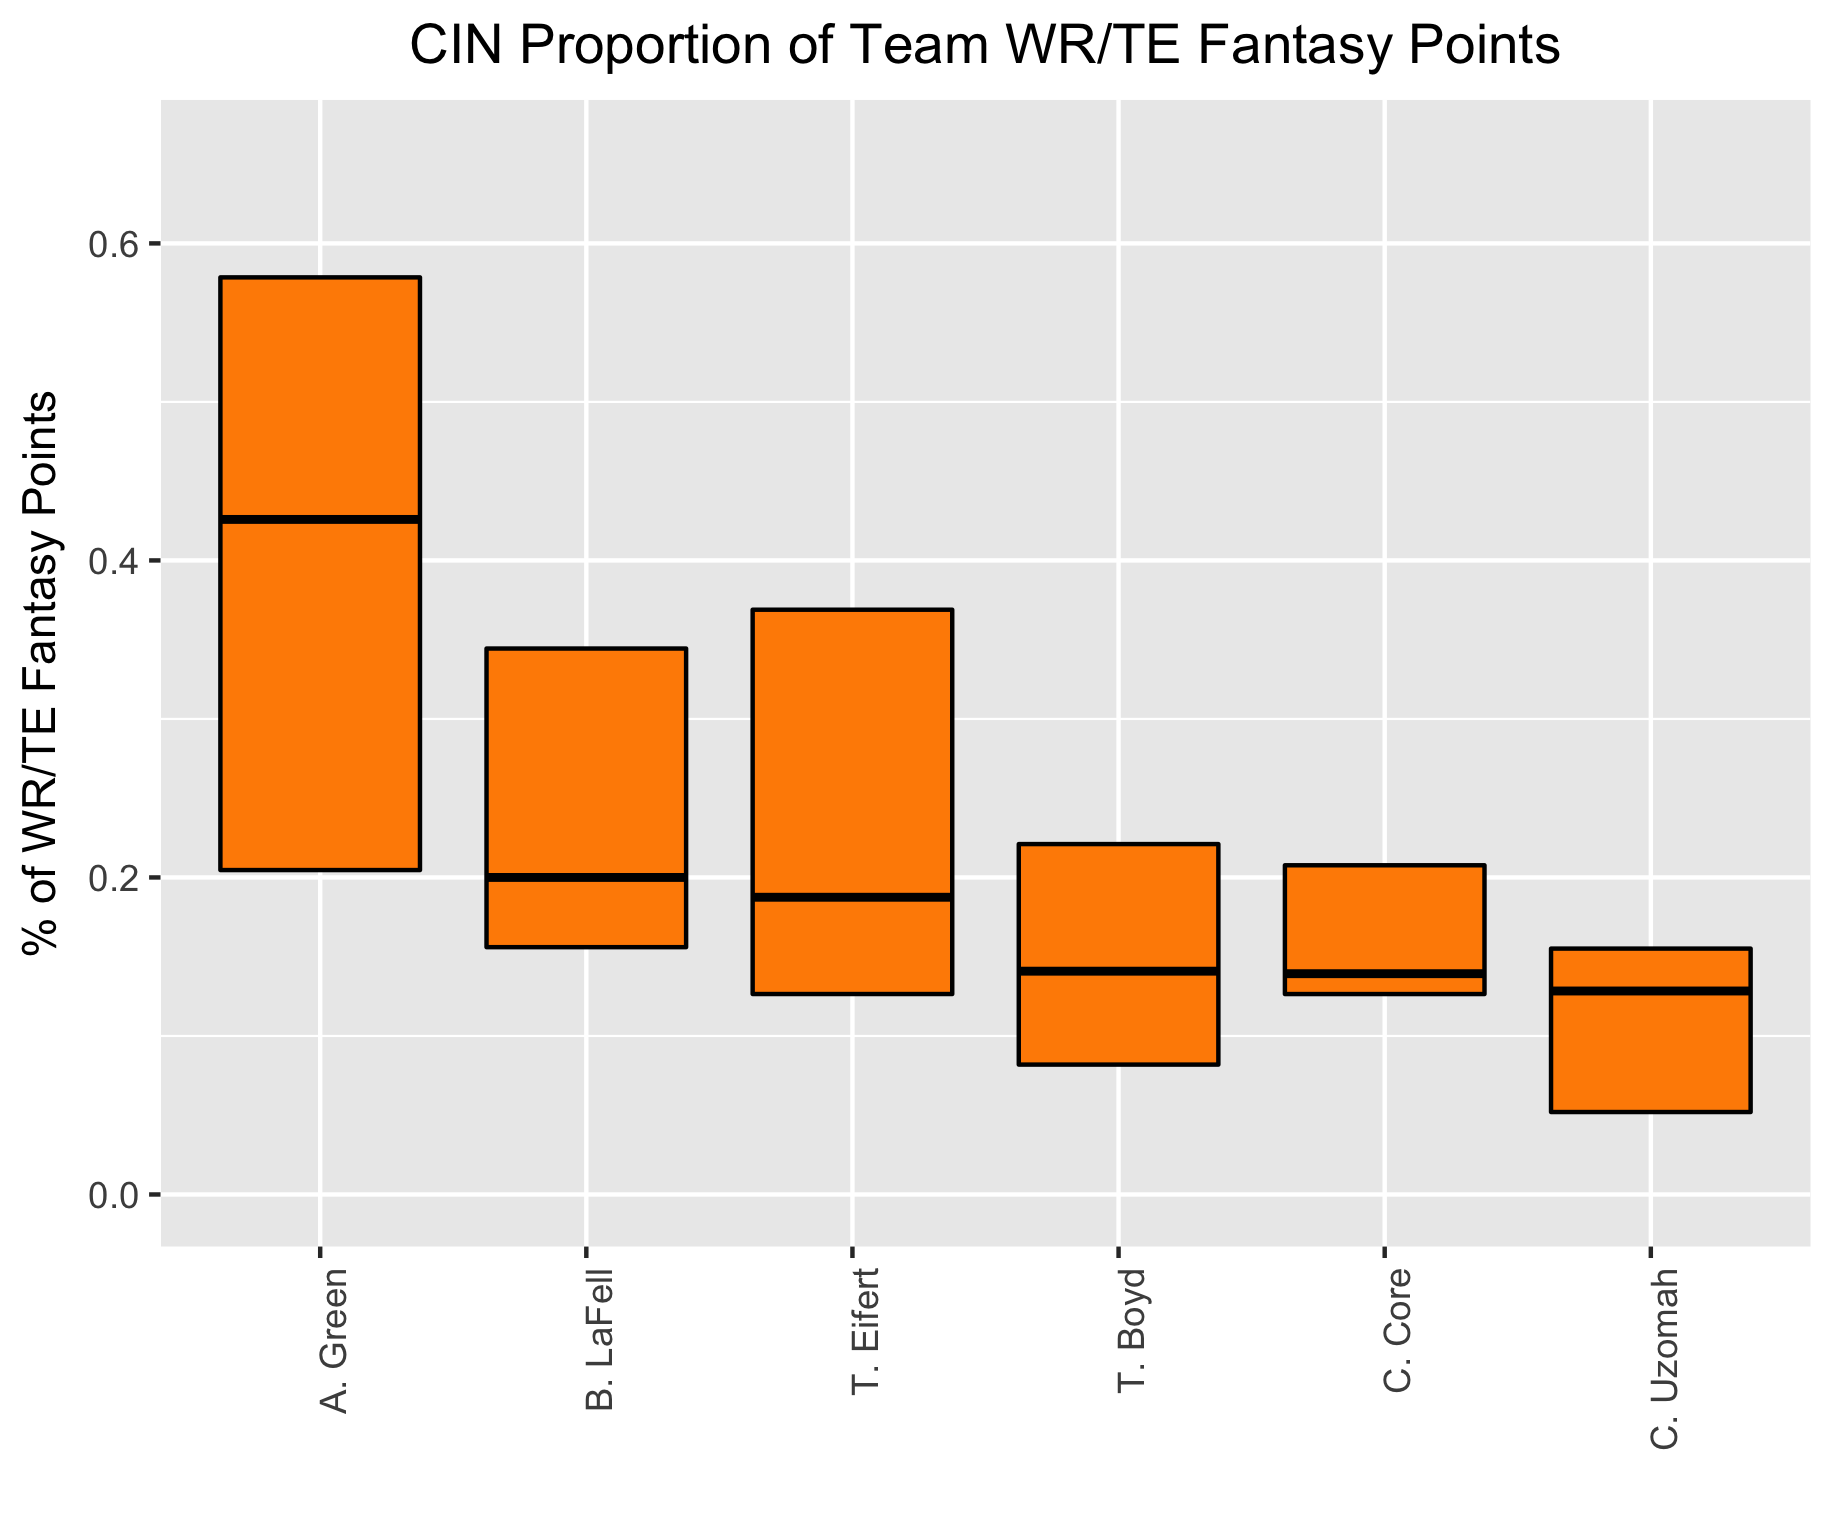 CIN Proportion of Team WR/TE Fantasy Points
% of WR/TE Fantasy Points
0.6
0.4
0.2
0.0
A. Green
B. LaFell
T. Eifert
T. Boyd
C. Core
C. Uzomah